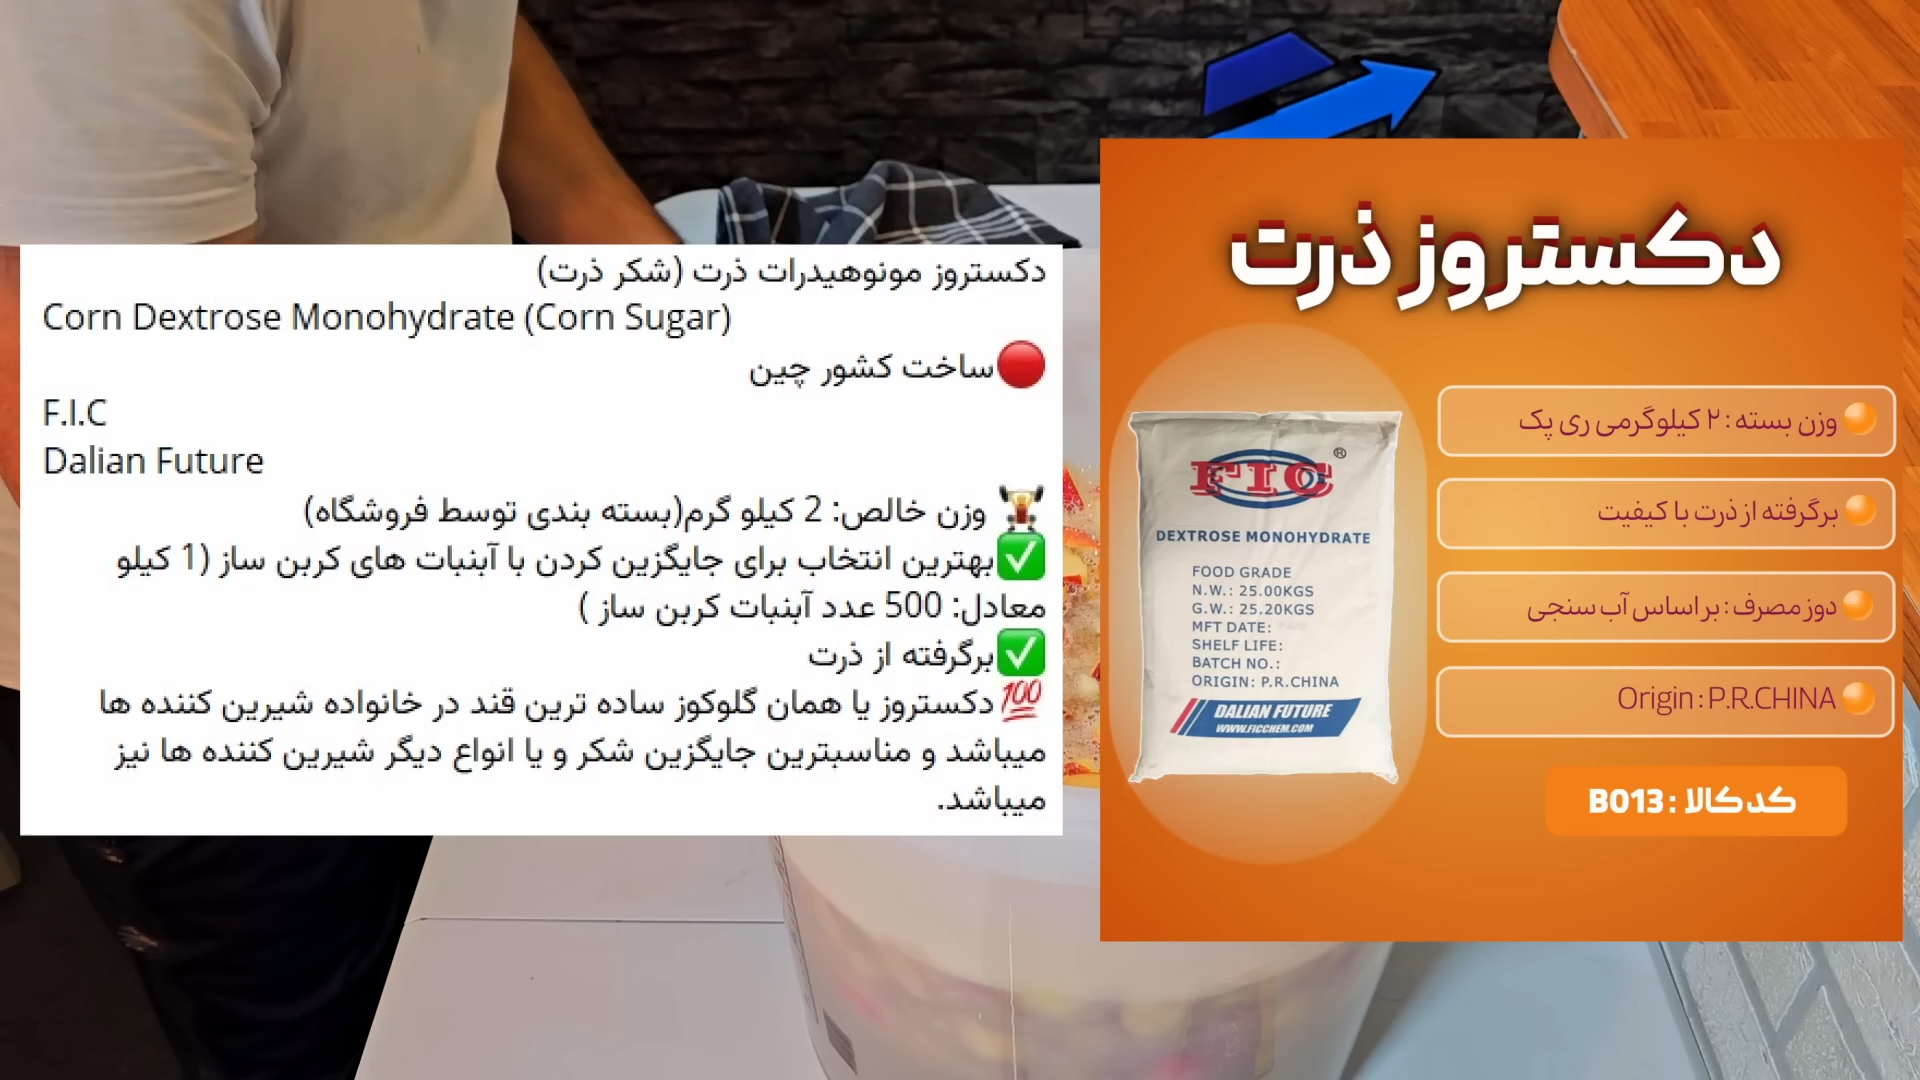 دکستروز مونوهیدرات ذرت (شکر ذرت)
Corn Dextrose Monohydrate (Corn Sugar)
ساخت کشور چین
F.I.C
Dalian Future
وزن خالص: 2 کیلو گرم(بسته بندی توسط فروشگاه)
بهترین انتخاب برای جایگزین کردن با آبنبات های کربن ساز (1 کیلو
معادل: 500 عدد آبنبات کربن ساز )
برگرفته از ذرت
💯دکستروز یا همان گلوکوز ساده ترین قند در خانواده شیرین کننده ها
میباشد و مناسبترین جایگزین شکر و یا انواع دیگر شیرین کننده ها نیز
میباشد.
دکستروز ذرت
وزن بسته : ۲ کیلوگرمی ری پک
برگرفته از ذرت با کیفیت
دوز مصرف : بر اساس آب سنجی
Origin : P.R.CHINA
کد کالا : B013
FIC®
DEXTROSE MONOHYDRATE
FOOD GRADE
N.W.: 25.00KGS
G.W.: 25.20KGS
MFT DATE:
SHELF LIFE:
BATCH NO.:
ORIGIN: P.R.CHINA
DALIAN FUTURE
WWW.FICCHEM.COM